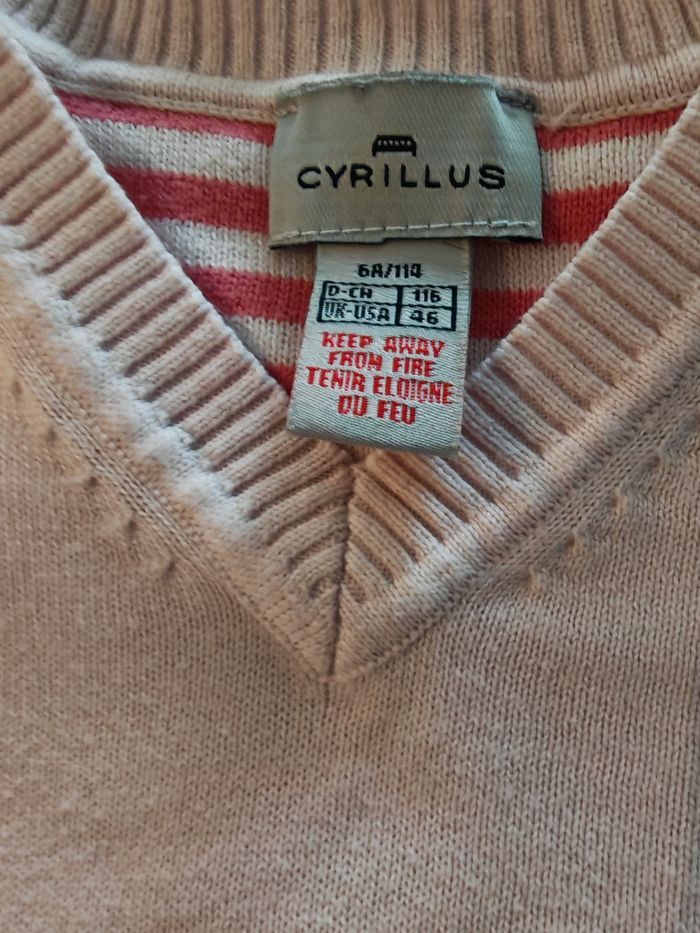 CYRILLUS
6A/114
D-CH 116
UK-USA 46
KEEP AWAY
FROM FIRE
TENIR ELOIGNE
DU FEU